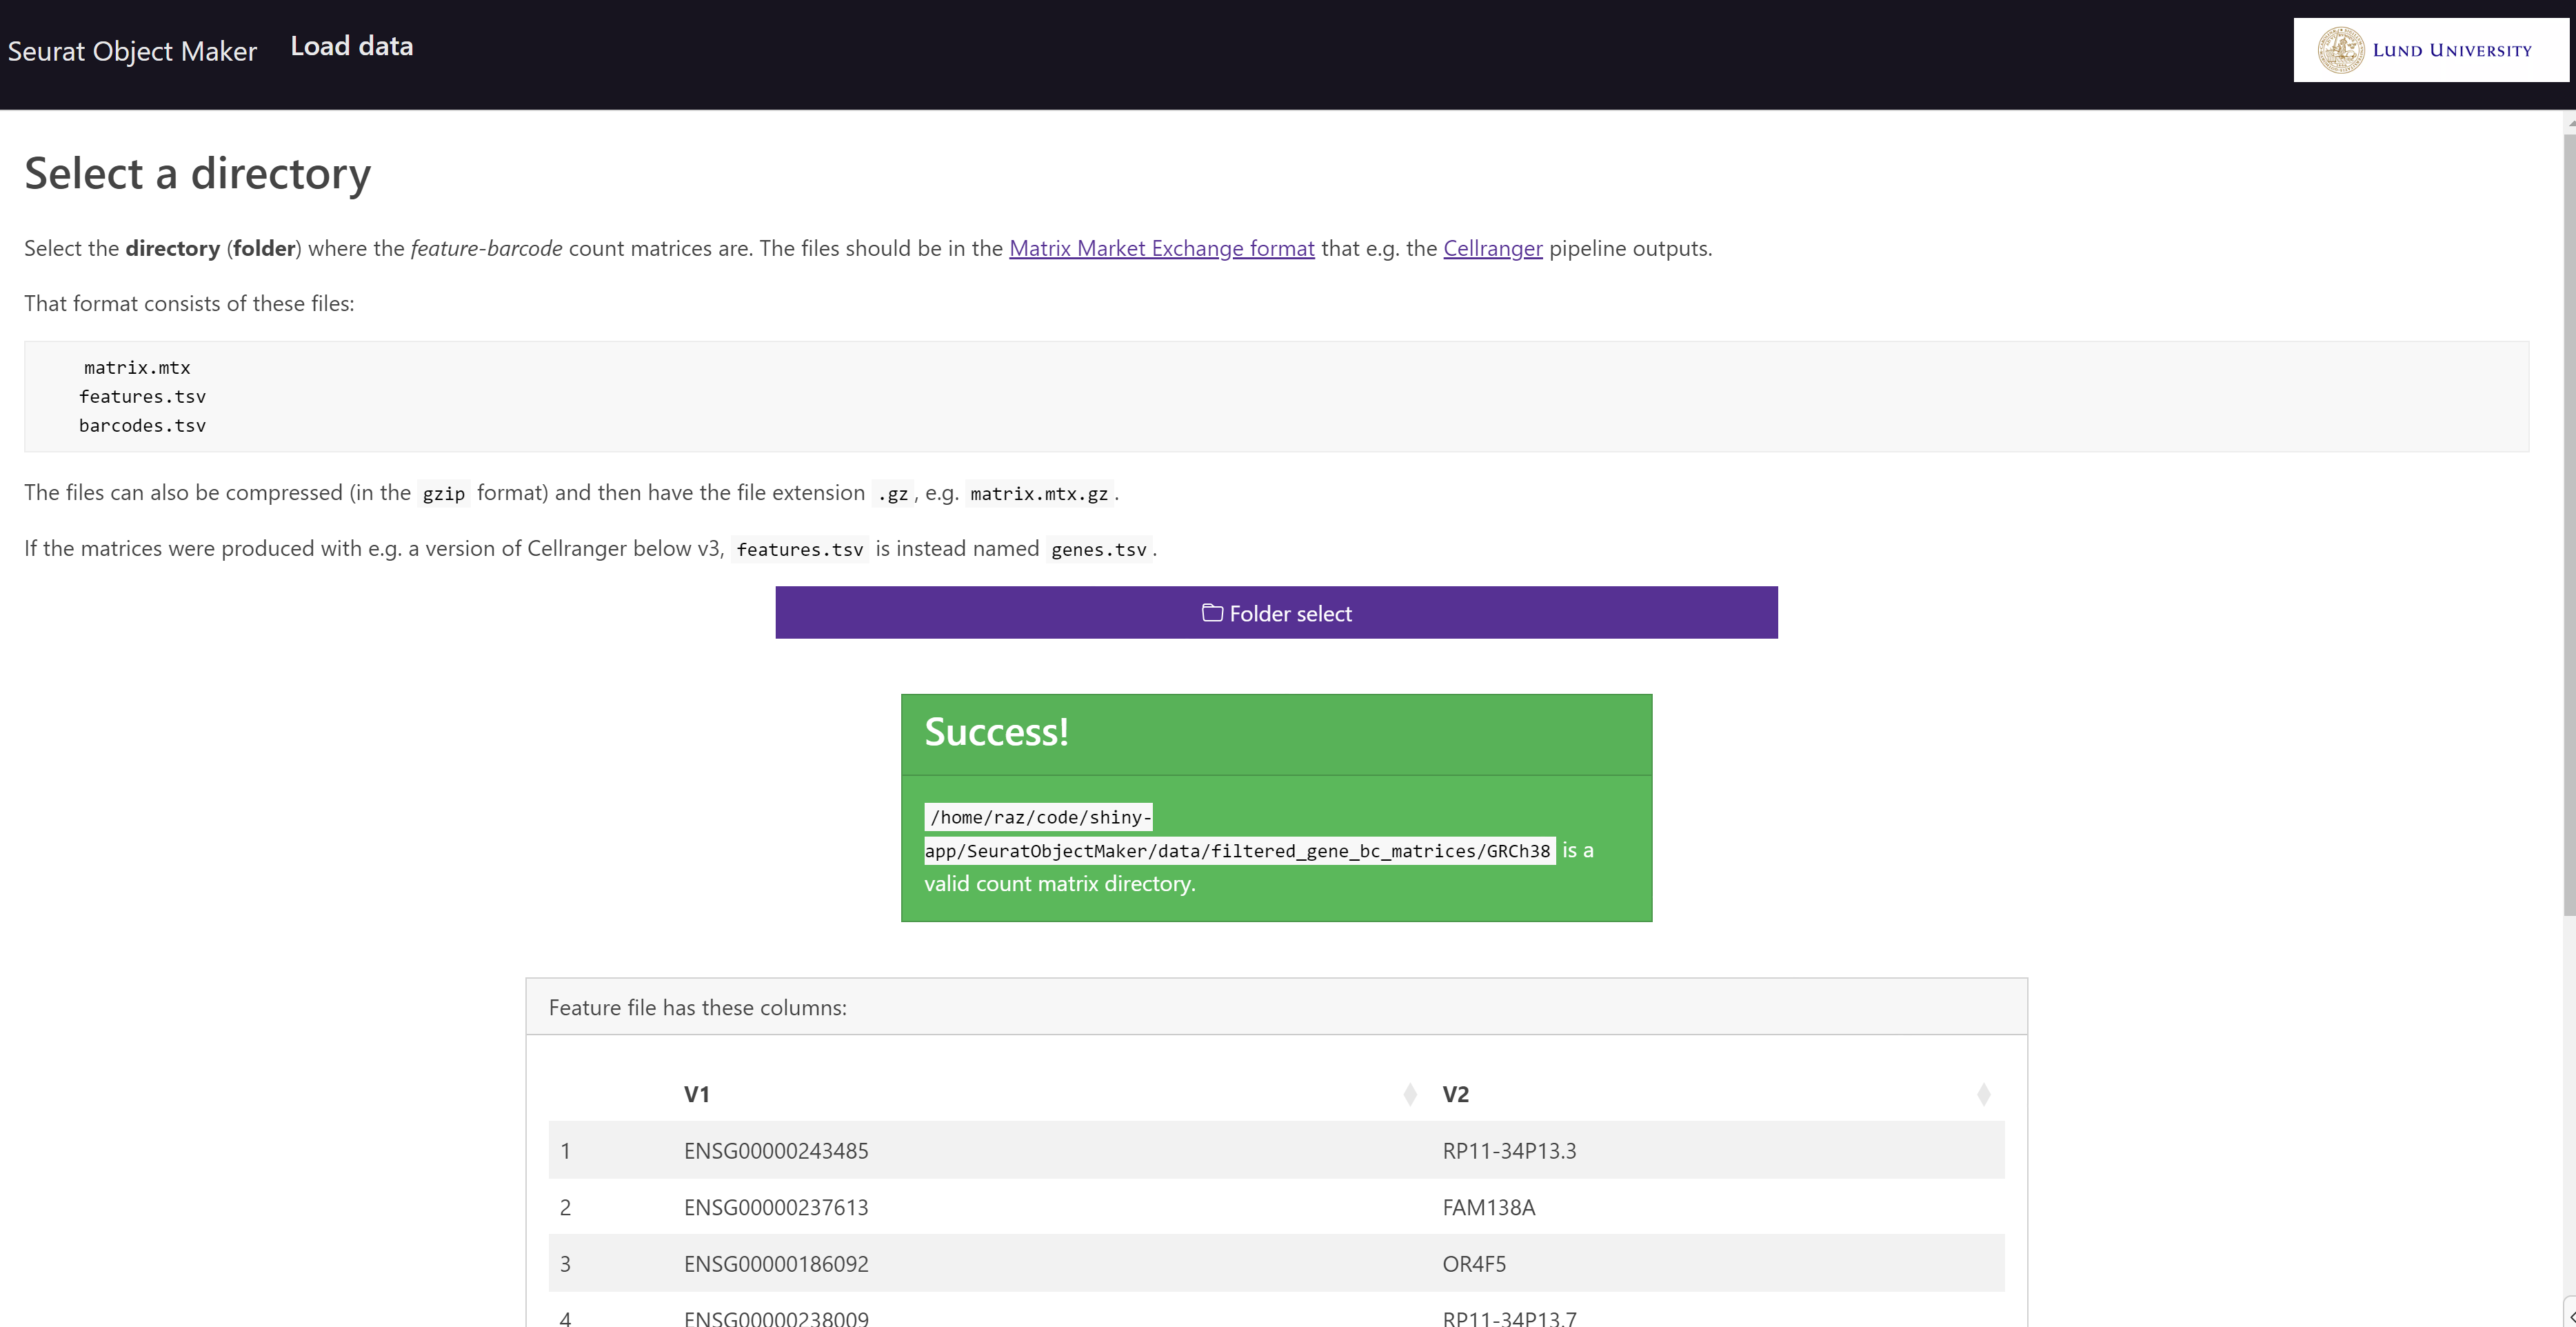 Seurat Object Maker
Load data
LUND UNIVERSITY
Select a directory
Select the directory (folder) where the feature-barcode count matrices are. The files should be in the Matrix Market Exchange format that e.g. the Cellranger pipeline outputs.
That format consists of these files:
matrix.mtx
features.tsv
barcodes.tsv
The files can also be compressed (in the gzip format) and then have the file extension .gz, e.g. matrix.mtx.gz.
If the matrices were produced with e.g. a version of Cellranger below v3, features.tsv is instead named genes.tsv.
Folder select
Success!
/home/raz/code/shiny-
app/SeuratObjectMaker/data/filtered_gene_bc_matrices/GRCh38 is a
valid count matrix directory.
Feature file has these columns:
V1 V2
1 ENSG00000243485 RP11-34P13.3
2 ENSG00000237613 FAM138A
3 ENSG00000186092 OR4F5
4 ENSG00000238009 RP11-34P13.7